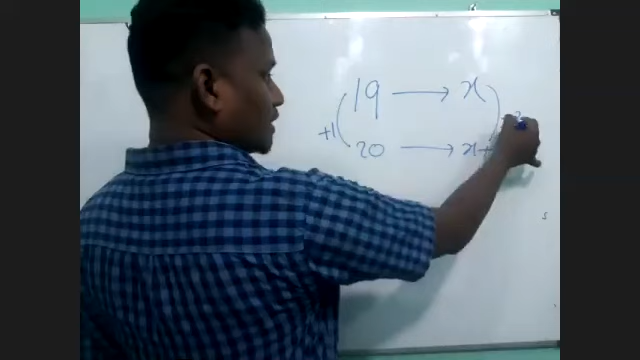 19 → x
+1
20 → x+